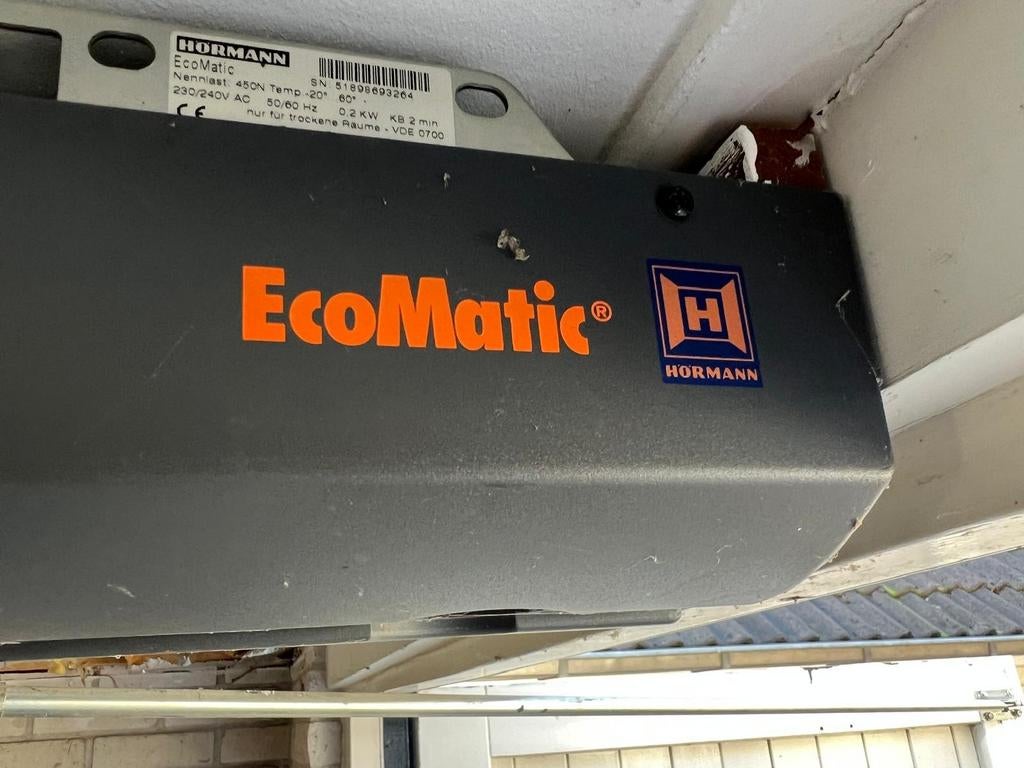 HÖRMANN
EcoMatic
SN: 51898693264
Nennlast: 450N Temp.-20° 60°
230/240V AC 50/60 Hz 0.2 KW KB 2 min
CE nur für trockene Räume - VDE 0700
EcoMatic®
H
HÖRMANN